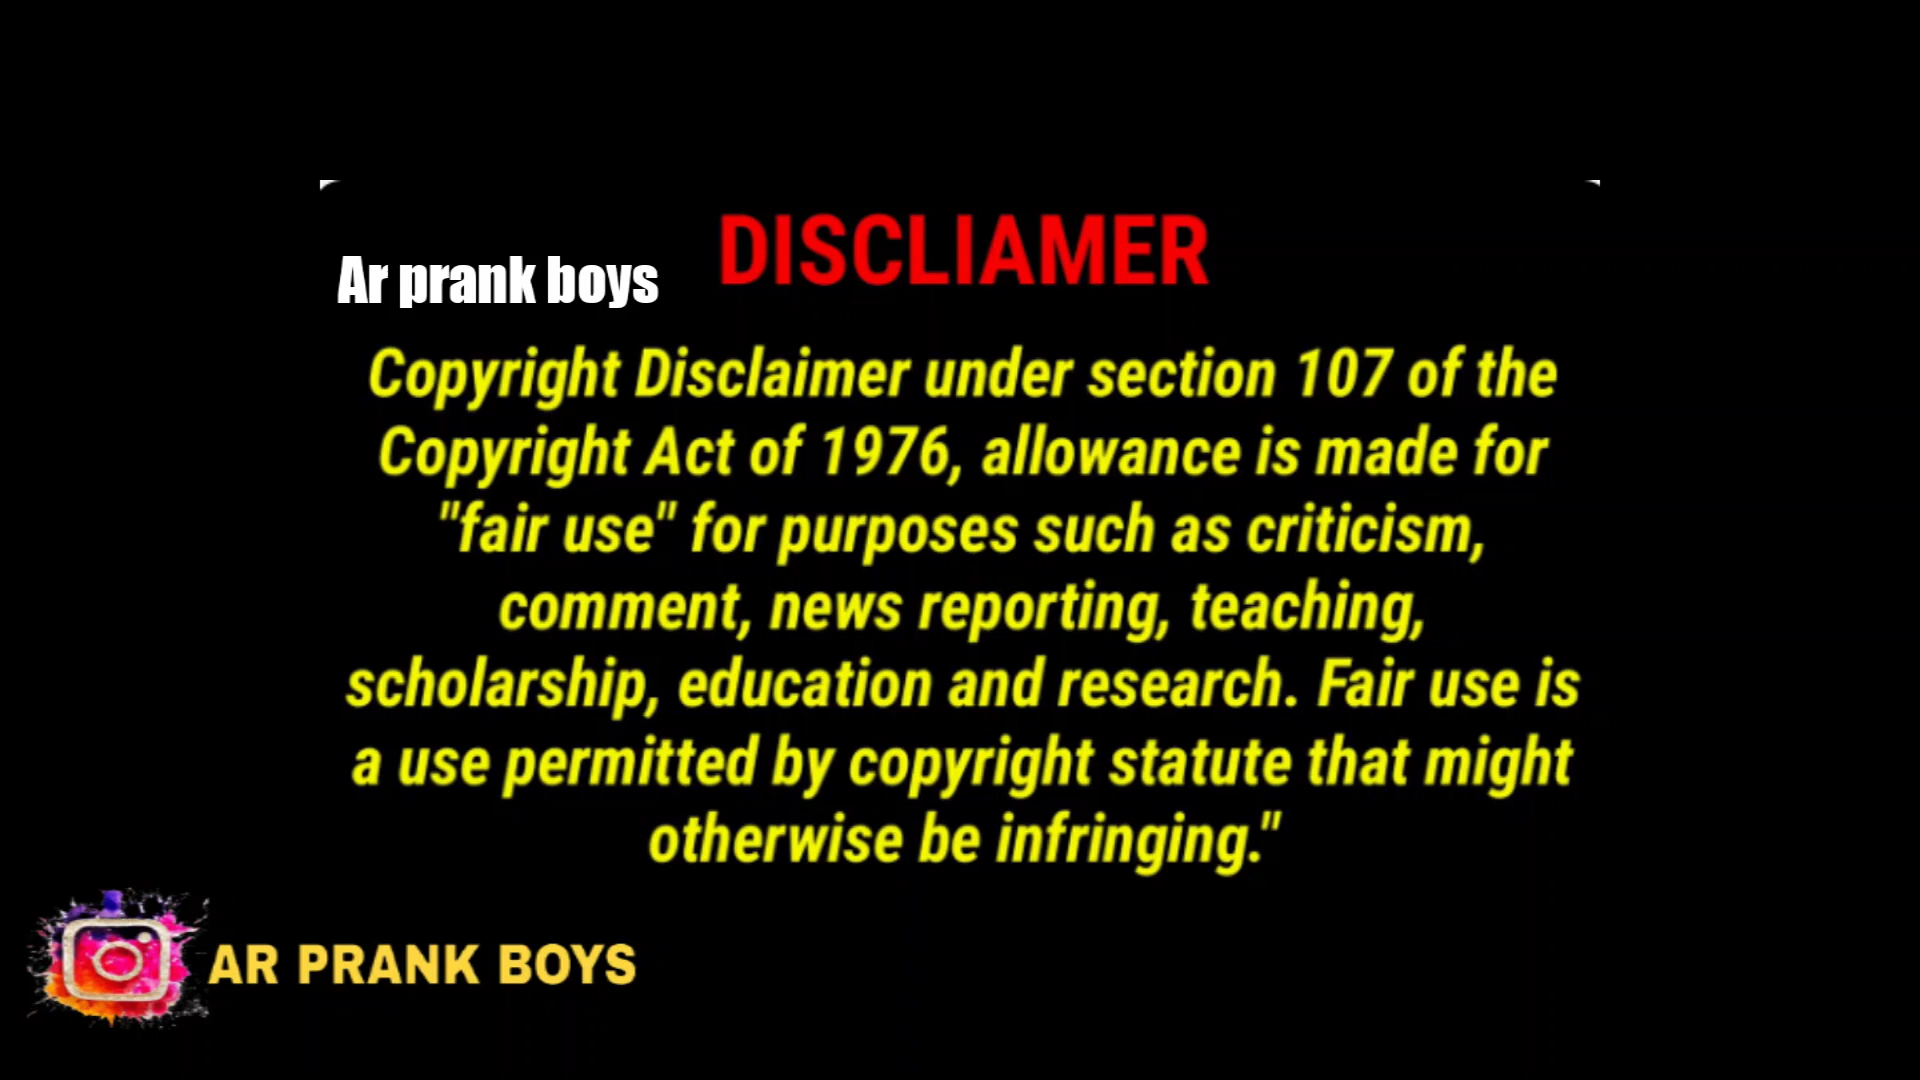 DISCLIAMER
Ar prank boys
Copyright Disclaimer under section 107 of the
Copyright Act of 1976, allowance is made for
"fair use" for purposes such as criticism,
comment, news reporting, teaching,
scholarship, education and research. Fair use is
a use permitted by copyright statute that might
otherwise be infringing."
AR PRANK BOYS